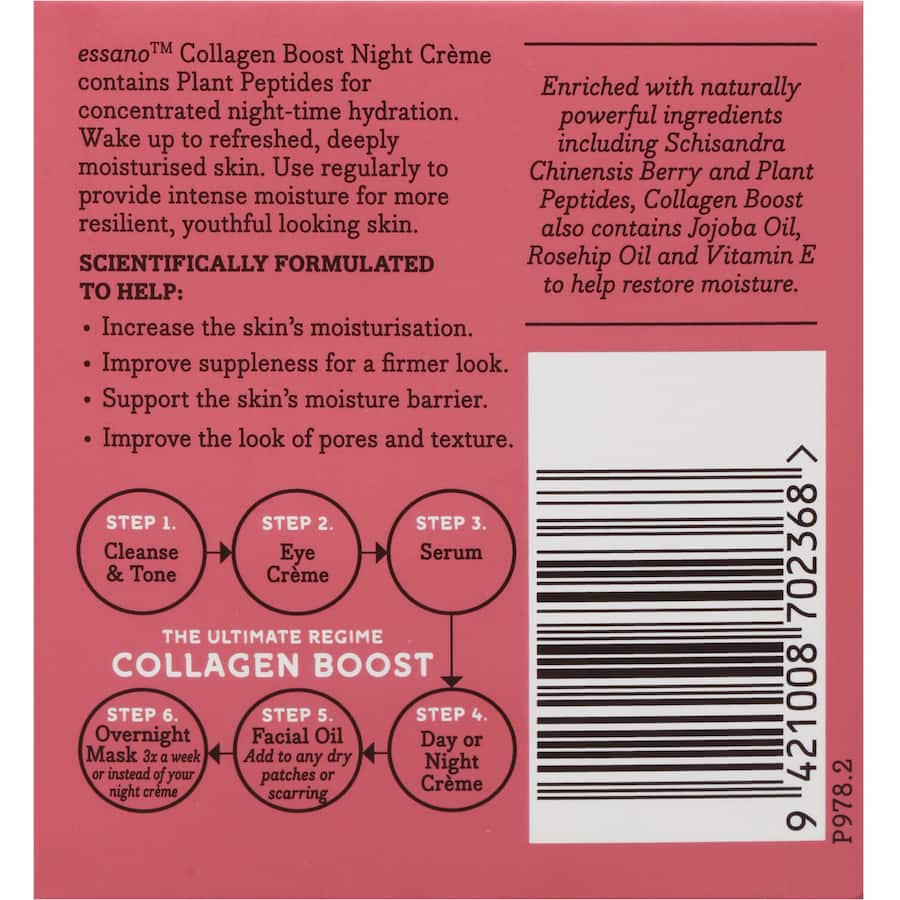 essano™ Collagen Boost Night Crème
contains Plant Peptides for
concentrated night-time hydration.
Wake up to refreshed, deeply
moisturised skin. Use regularly to
provide intense moisture for more
resilient, youthful looking skin.
SCIENTIFICALLY FORMULATED
TO HELP:
• Increase the skin's moisturisation.
• Improve suppleness for a firmer look.
• Support the skin's moisture barrier.
• Improve the look of pores and texture.
Enriched with naturally
powerful ingredients
including Schisandra
Chinensis Berry and Plant
Peptides, Collagen Boost
also contains Jojoba Oil,
Rosehip Oil and Vitamin E
to help restore moisture.
STEP 1.
Cleanse
& Tone
STEP 2.
Eye
Crème
STEP 3.
Serum
THE ULTIMATE REGIME
COLLAGEN BOOST
STEP 4.
Day or
Night
Crème
STEP 5.
Facial Oil
Add to any dry
patches or
scarring
STEP 6.
Overnight
Mask 3x a week
or instead of your
night crème
9 421008 702368 >
P978.2